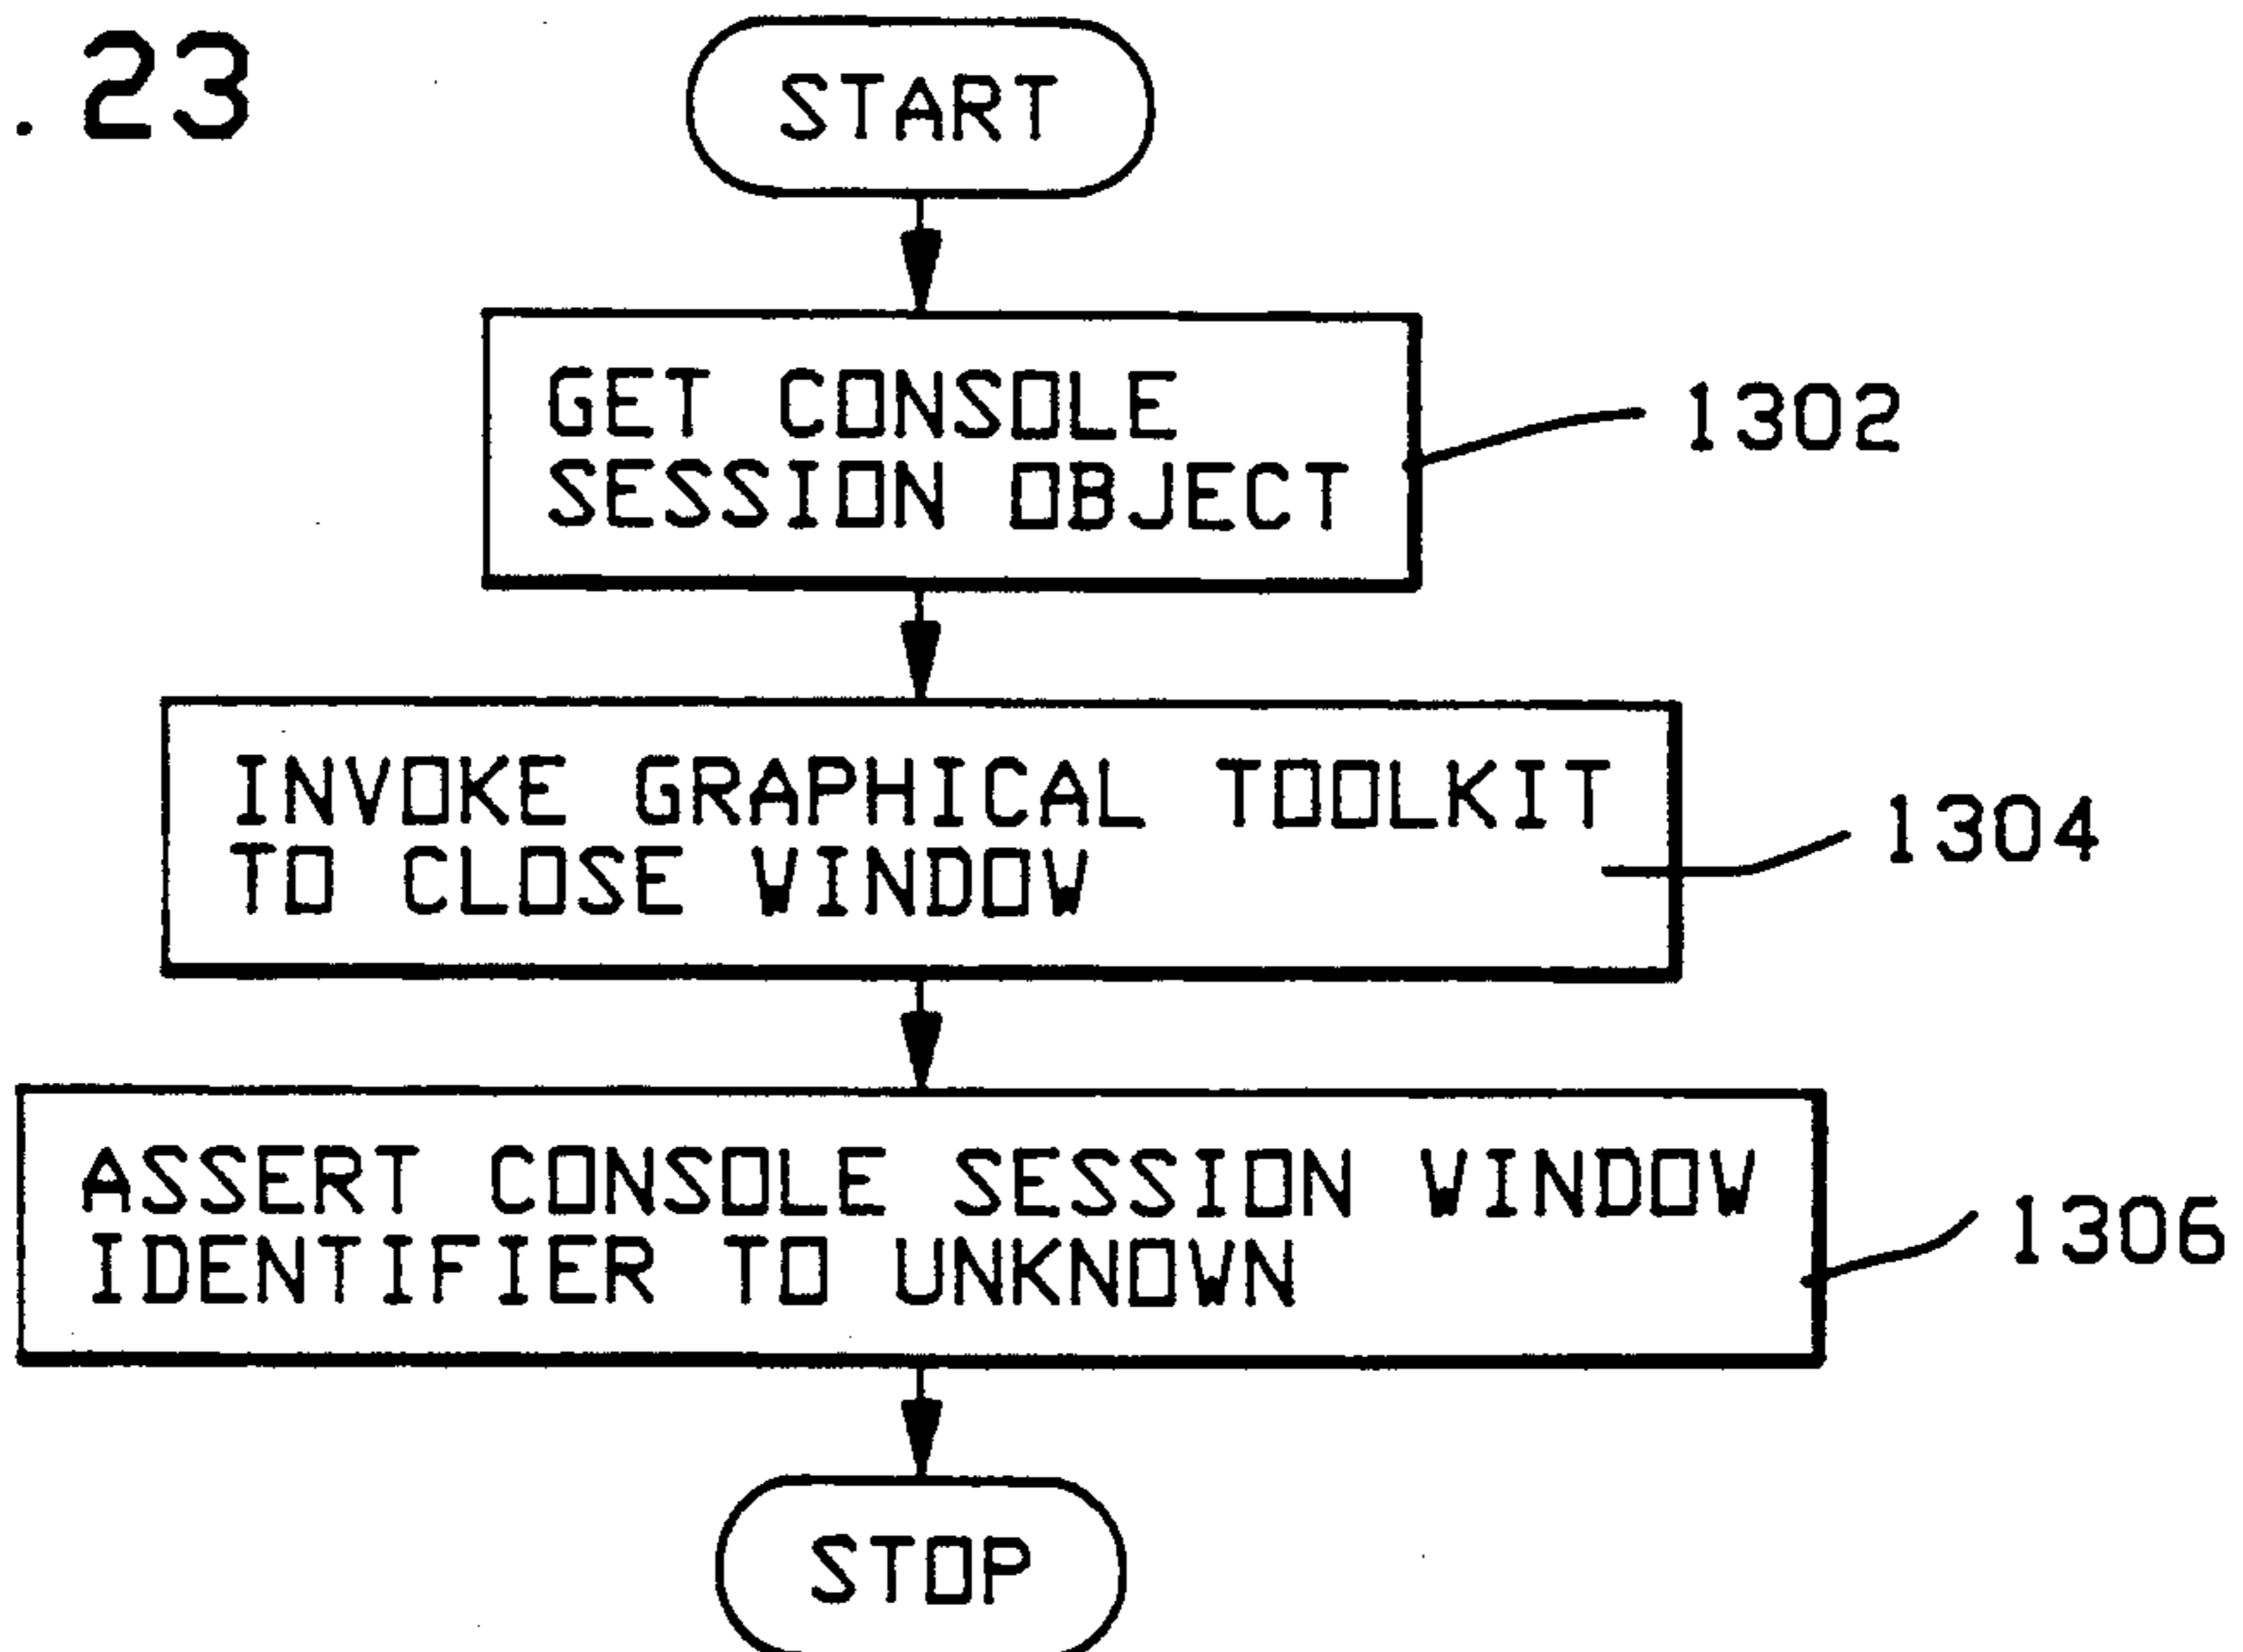 . 23
START
GET CONSOLE
SESSION OBJECT
1302
INVOKE GRAPHICAL TOOLKIT
TO CLOSE WINDOW
1304
ASSERT CONSOLE SESSION WINDOW
IDENTIFIER TO UNKNOWN
1306
STOP